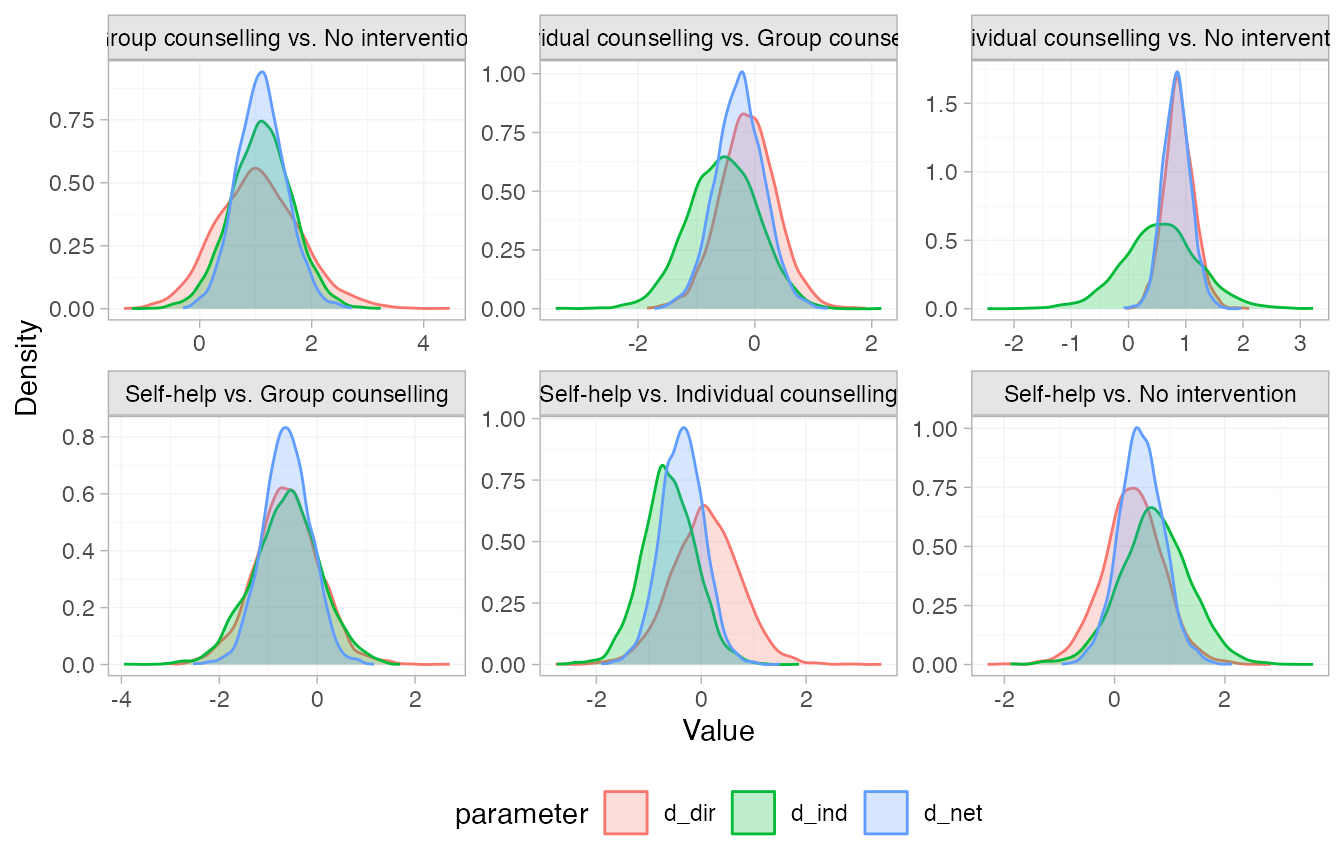 Group counselling vs. No interventio
vidual counselling vs. Group counse
ividual counselling vs. No intervent
0.75
0.50
0.25
0.00
0 2 4
1.00
0.75
0.50
0.25
0.00
-2 0 2
1.5
1.0
0.5
0.0
-2 -1 0 1 2 3
Density
Self-help vs. Group counselling
Self-help vs. Individual counselling
Self-help vs. No intervention
0.8
0.6
0.4
0.2
0.0
-4 -2 0 2
1.00
0.75
0.50
0.25
0.00
-2 0 2
1.00
0.75
0.50
0.25
0.00
-2 0 2
Value
parameter d_dir d_ind d_net